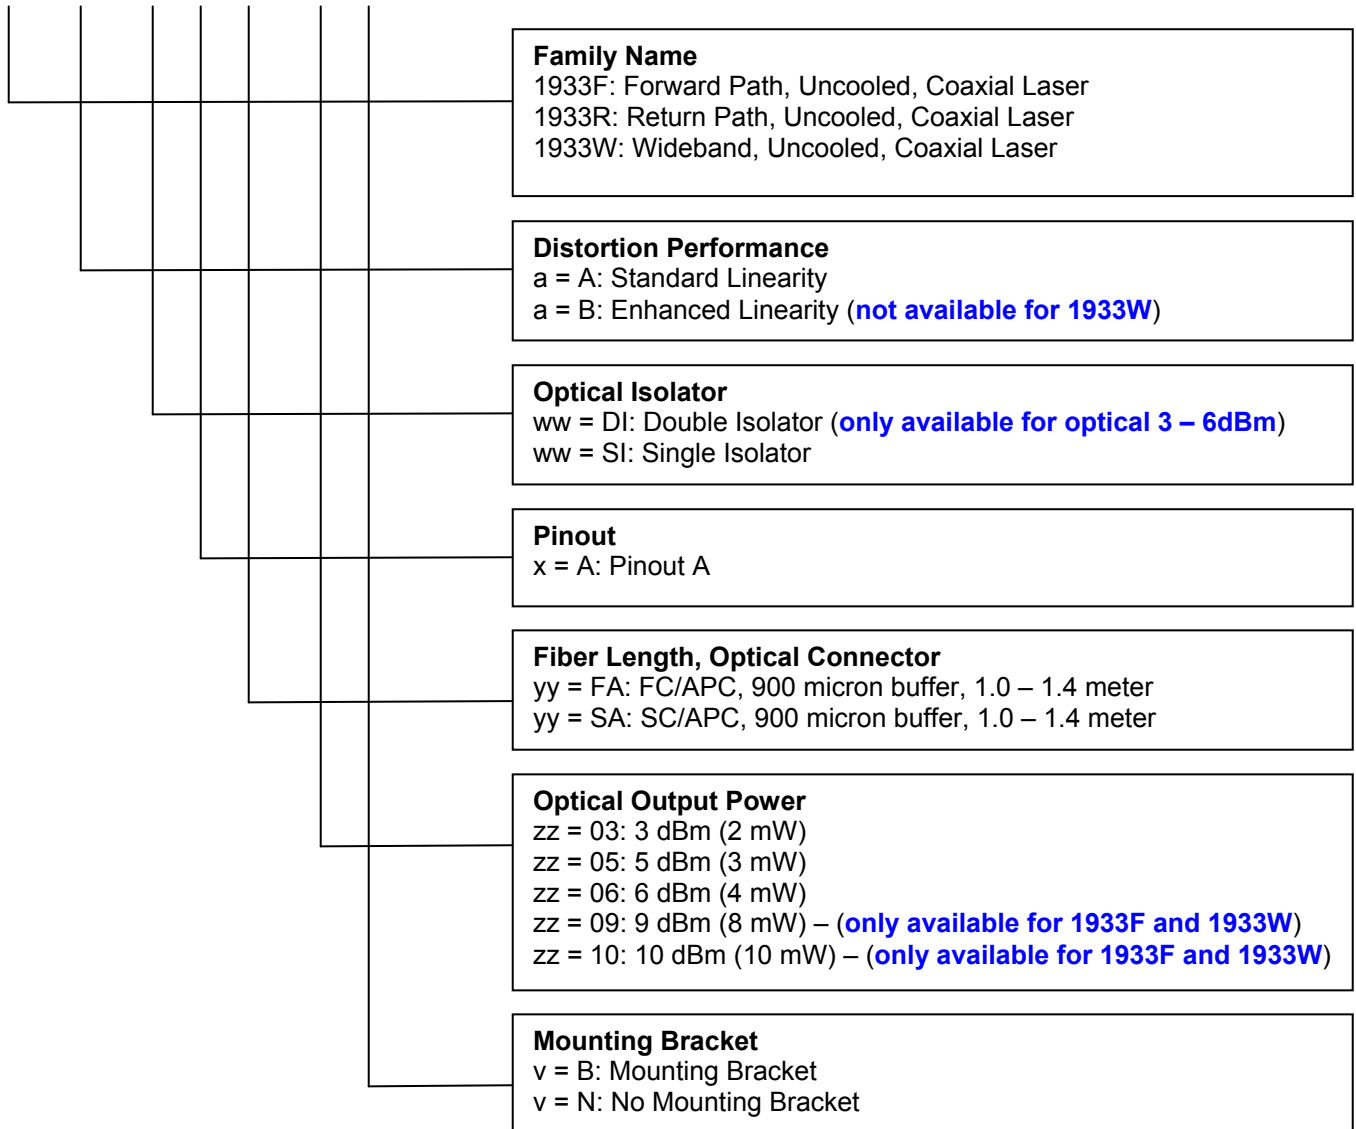 Family Name
1933F: Forward Path, Uncooled, Coaxial Laser
1933R: Return Path, Uncooled, Coaxial Laser
1933W: Wideband, Uncooled, Coaxial Laser
Distortion Performance
a = A: Standard Linearity
a = B: Enhanced Linearity (not available for 1933W)
Optical Isolator
ww = DI: Double Isolator (only available for optical 3 – 6dBm)
ww = SI: Single Isolator
Pinout
x = A: Pinout A
Fiber Length, Optical Connector
yy = FA: FC/APC, 900 micron buffer, 1.0 – 1.4 meter
yy = SA: SC/APC, 900 micron buffer, 1.0 – 1.4 meter
Optical Output Power
zz = 03: 3 dBm (2 mW)
zz = 05: 5 dBm (3 mW)
zz = 06: 6 dBm (4 mW)
zz = 09: 9 dBm (8 mW) – (only available for 1933F and 1933W)
zz = 10: 10 dBm (10 mW) – (only available for 1933F and 1933W)
Mounting Bracket
v = B: Mounting Bracket
v = N: No Mounting Bracket